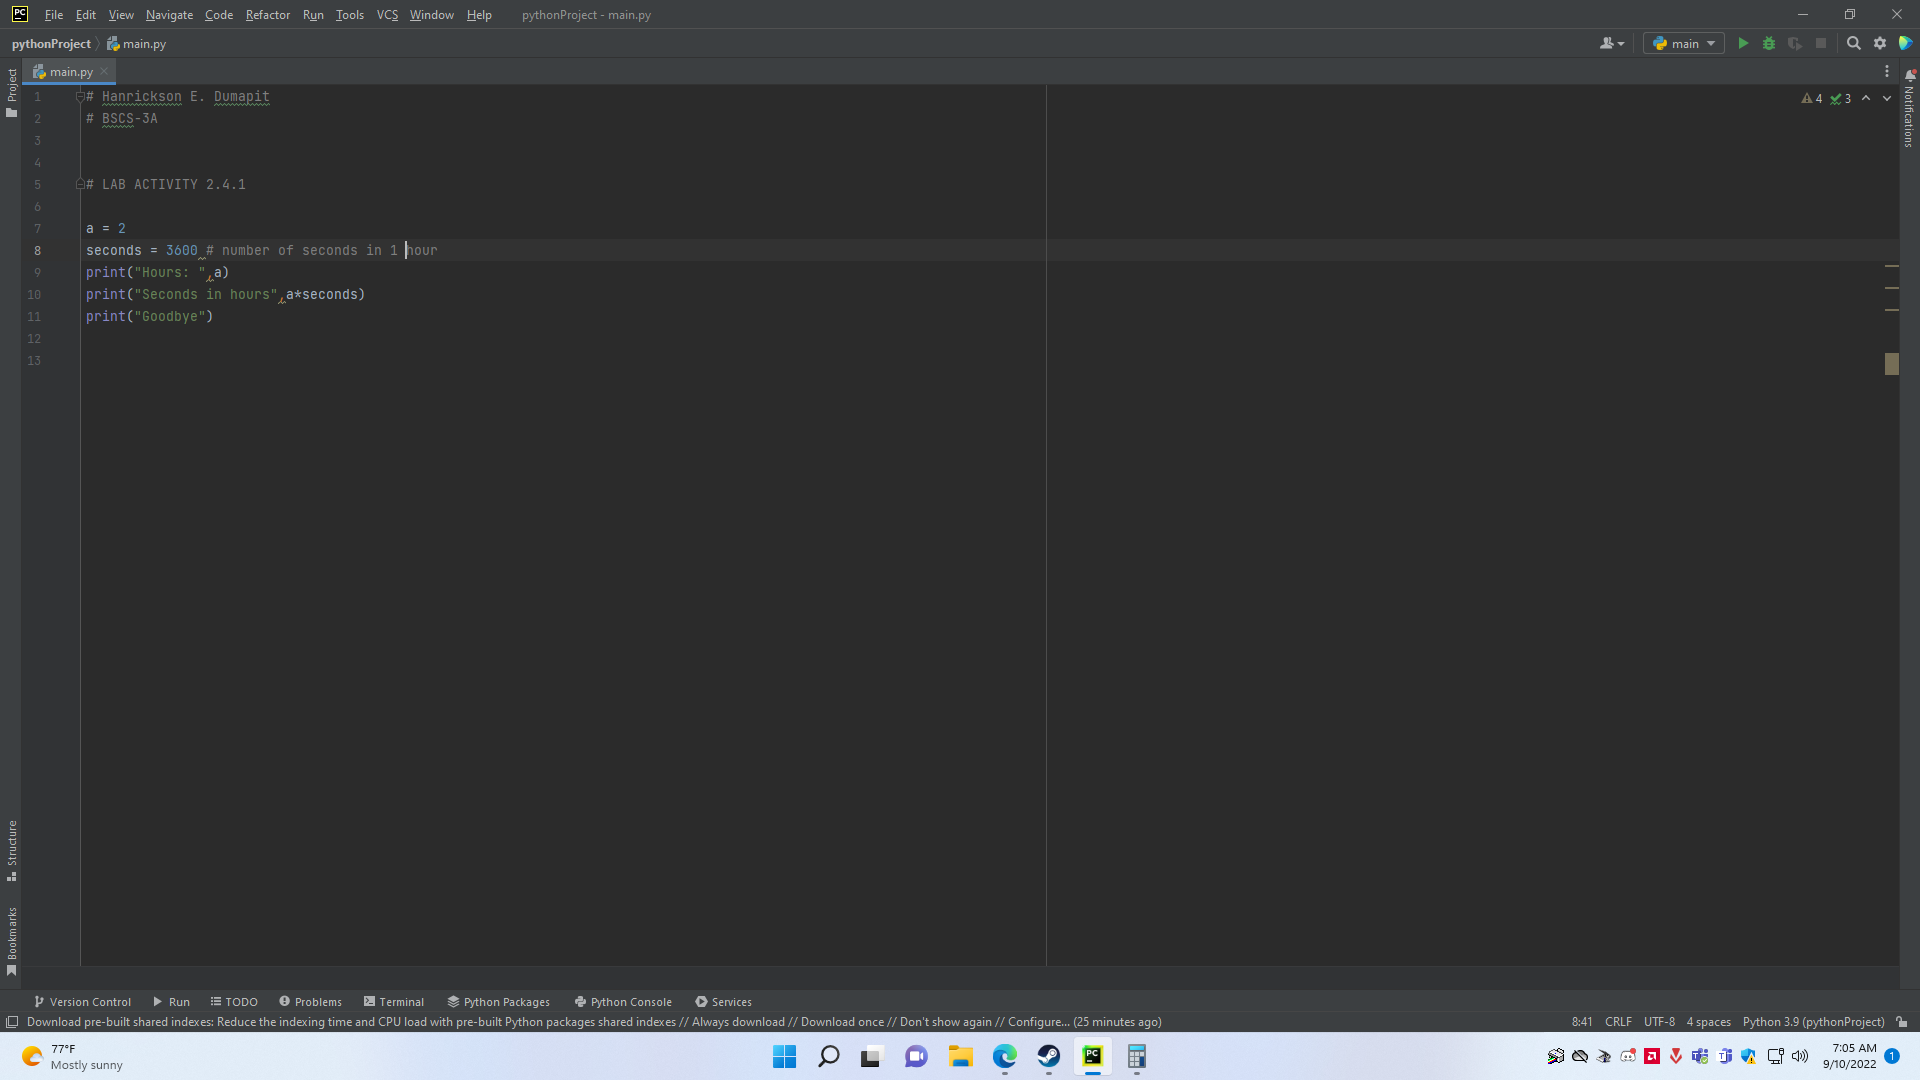 PC File Edit View Navigate Code Refactor Run Tools VCS Window Help pythonProject - main.py
pythonProject main.py
main
main.py
Project
Notifications
4 3
1 # Hanrickson E. Dumapit
2 # BSCS-3A
3
4
5 # LAB ACTIVITY 2.4.1
6
7 a = 2
8 seconds = 3600 # number of seconds in 1 hour
9 print("Hours: ",a)
10 print("Seconds in hours",a*seconds)
11 print("Goodbye")
12
13
Structure
Bookmarks
Version Control Run TODO Problems Terminal Python Packages Python Console Services
Download pre-built shared indexes: Reduce the indexing time and CPU load with pre-built Python packages shared indexes // Always download // Download once // Don't show again // Configure... (25 minutes ago) 8:41 CRLF UTF-8 4 spaces Python 3.9 (pythonProject)
77°F
Mostly sunny
PC
7:05 AM
9/10/2022
1